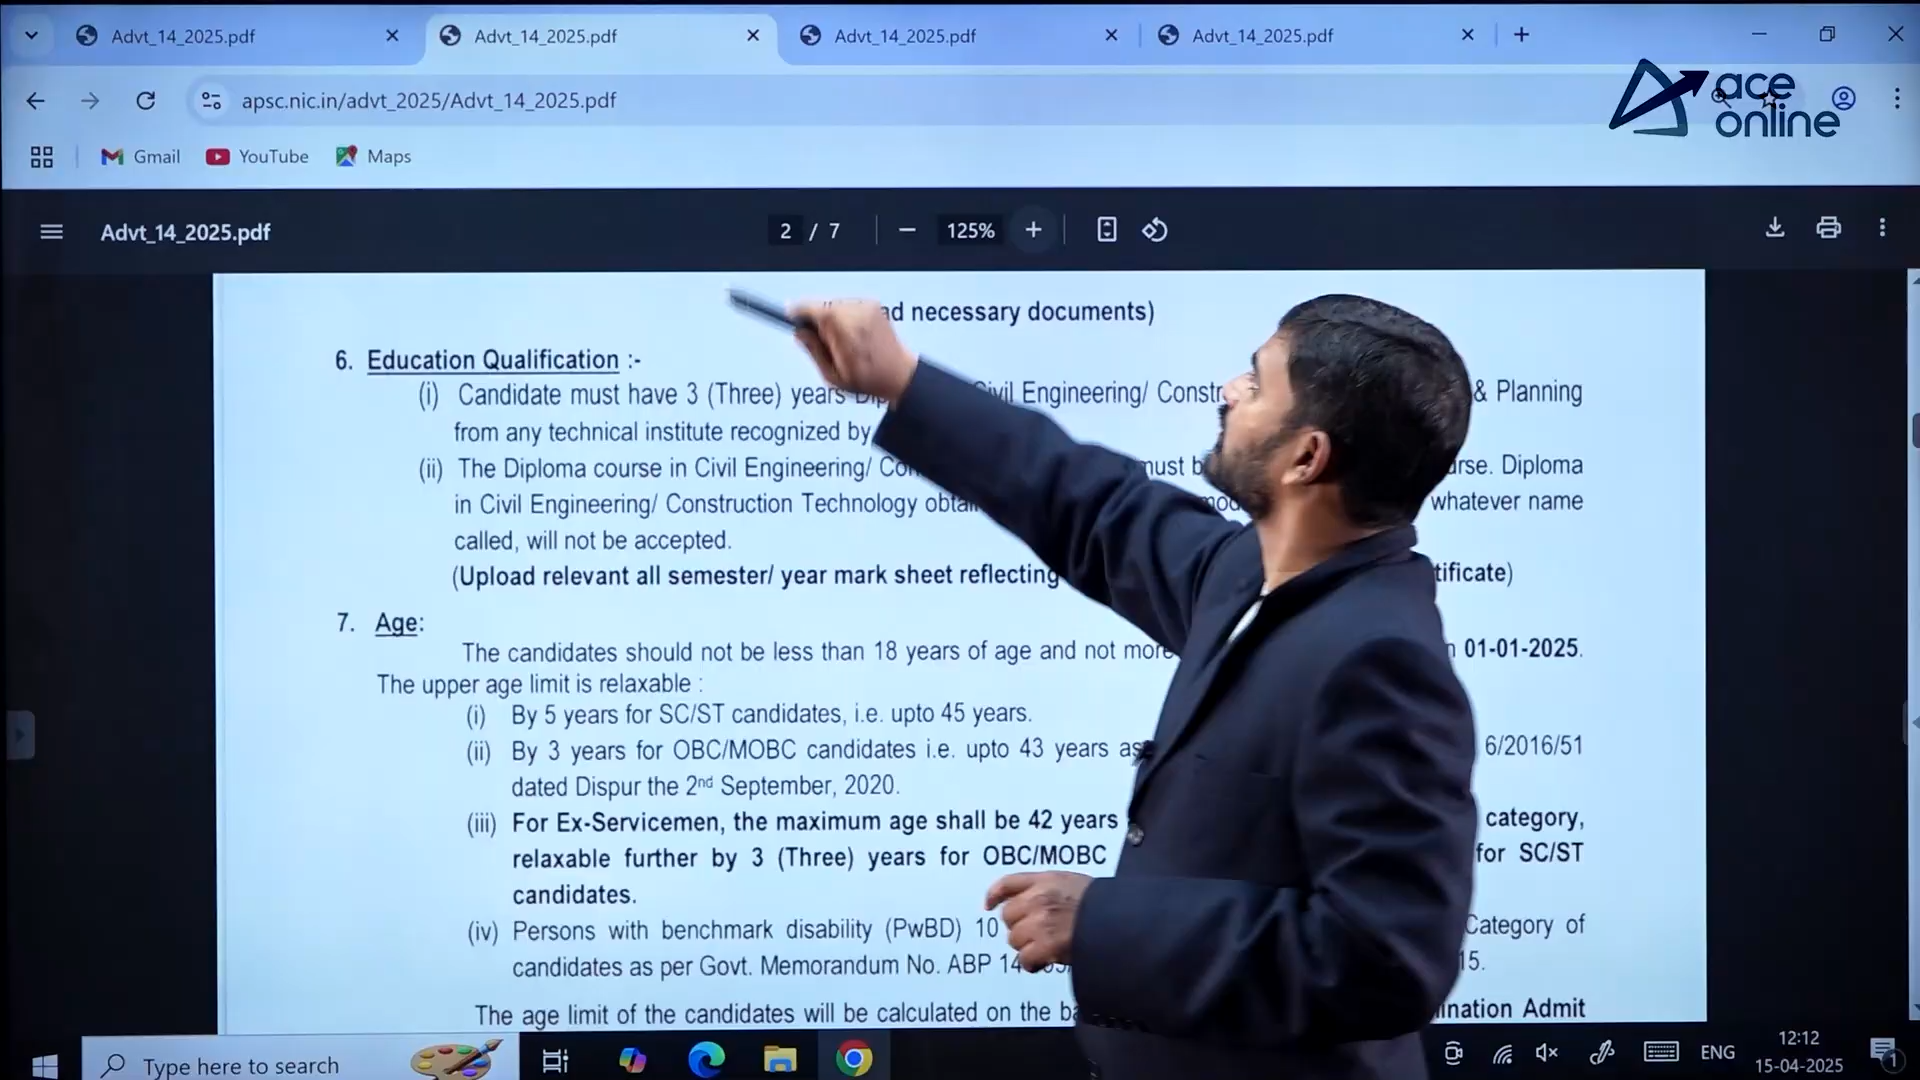 Advt_14_2025.pdf Advt_14_2025.pdf Advt_14_2025.pdf Advt_14_2025.pdf
apsc.nic.in/advt_2025/Advt_14_2025.pdf
ace
online
Gmail YouTube Maps
Advt_14_2025.pdf 2 / 7 125%
necessary documents)
6. Education Qualification :-
(i) Candidate must have 3 (Three) years Engineering/ & Planning
from any technical institute recognized by
(ii) The Diploma course in Civil Engineering/ must Diploma
in Civil Engineering/ Construction Technology whatever name
called, will not be accepted.
(Upload relevant all semester/ year mark sheet reflecting
7. Age:
The candidates should not be less than 18 years of age and not more 01-01-2025.
The upper age limit is relaxable :
(i) By 5 years for SC/ST candidates, i.e. upto 45 years.
(ii) By 3 years for OBC/MOBC candidates i.e. upto 43 years as 6/2016/51
dated Dispur the 2nd September, 2020.
(iii) For Ex-Servicemen, the maximum age shall be 42 years category,
relaxable further by 3 (Three) years for OBC/MOBC for SC/ST
candidates.
(iv) Persons with benchmark disability (PwBD) 10 Category of
candidates as per Govt. Memorandum No. ABP 15.
The age limit of the candidates will be calculated on the Admit
Type here to search ENG 12:12
15-04-2025
1